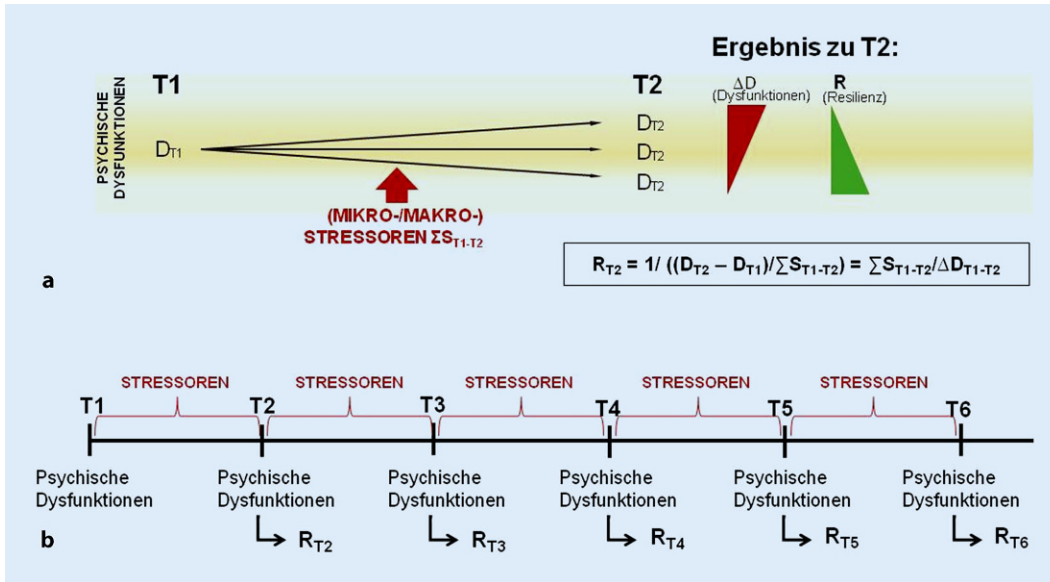 Ergebnis zu T2:
PSYCHISCHE
DYSFUNKTIONEN
T1
T2
ΔD
(Dysfunktionen)
R
(Resilienz)
DT1
DT2
DT2
DT2
(MIKRO-/MAKRO-)
STRESSOREN ΣST1-T2
RT2 = 1/ ((DT2 – DT1)/∑ST1-T2) = ∑ST1-T2/ΔDT1-T2
a
STRESSOREN STRESSOREN STRESSOREN STRESSOREN STRESSOREN
T1 T2 T3 T4 T5 T6
Psychische Psychische Psychische Psychische Psychische Psychische
Dysfunktionen Dysfunktionen Dysfunktionen Dysfunktionen Dysfunktionen Dysfunktionen
b
RT2 RT3 RT4 RT5 RT6